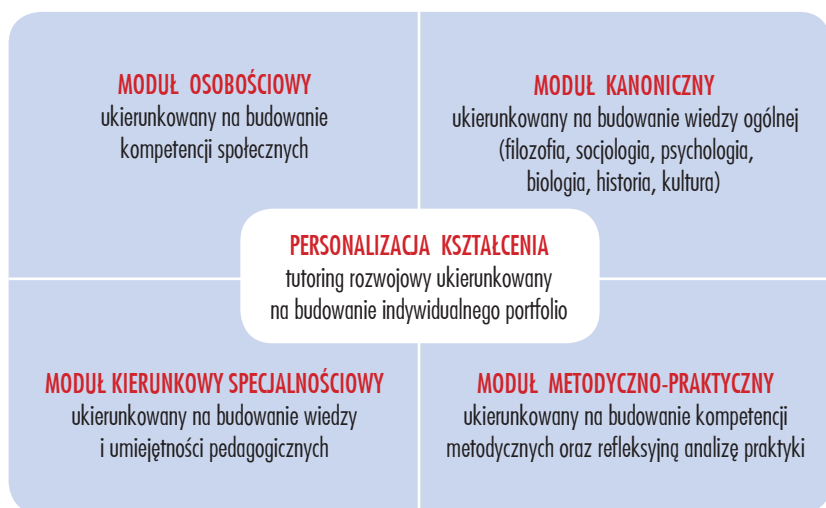 MODUŁ OSOBOŚCIOWY
ukierunkowany na budowanie
kompetencji społecznych
MODUŁ KANONICZNY
ukierunkowany na budowanie wiedzy ogólnej
(filozofia, socjologia, psychologia,
biologia, historia, kultura)
PERSONALIZACJA KSZTAŁCENIA
tutoring rozwojowy ukierunkowany
na budowanie indywidualnego portfolio
MODUŁ KIERUNKOWY SPECJALNOŚCIOWY
ukierunkowany na budowanie wiedzy
i umiejętności pedagogicznych
MODUŁ METODYCZNO-PRAKTYCZNY
ukierunkowany na budowanie kompetencji
metodycznych oraz refleksyjną analizę praktyki